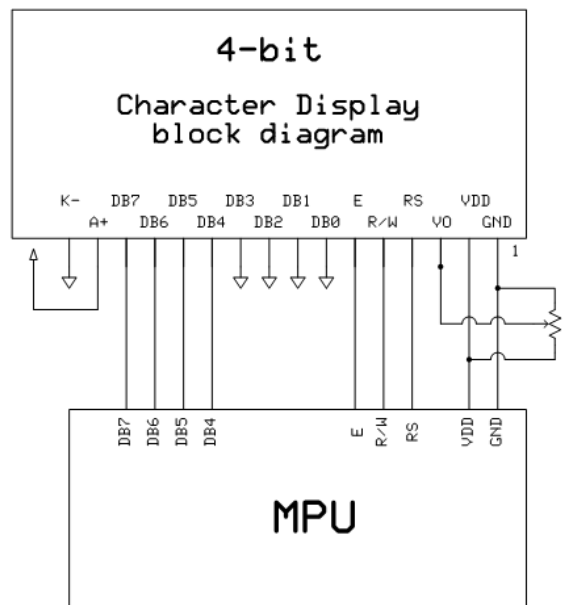 4-bit
Character Display
block diagram
K- DB7 DB5 DB3 DB1 E RS VDD
A+ DB6 DB4 DB2 DB0 R/W VO GND
1
DB7 DB6 DB5 DB4 E R/W RS VDD GND
MPU